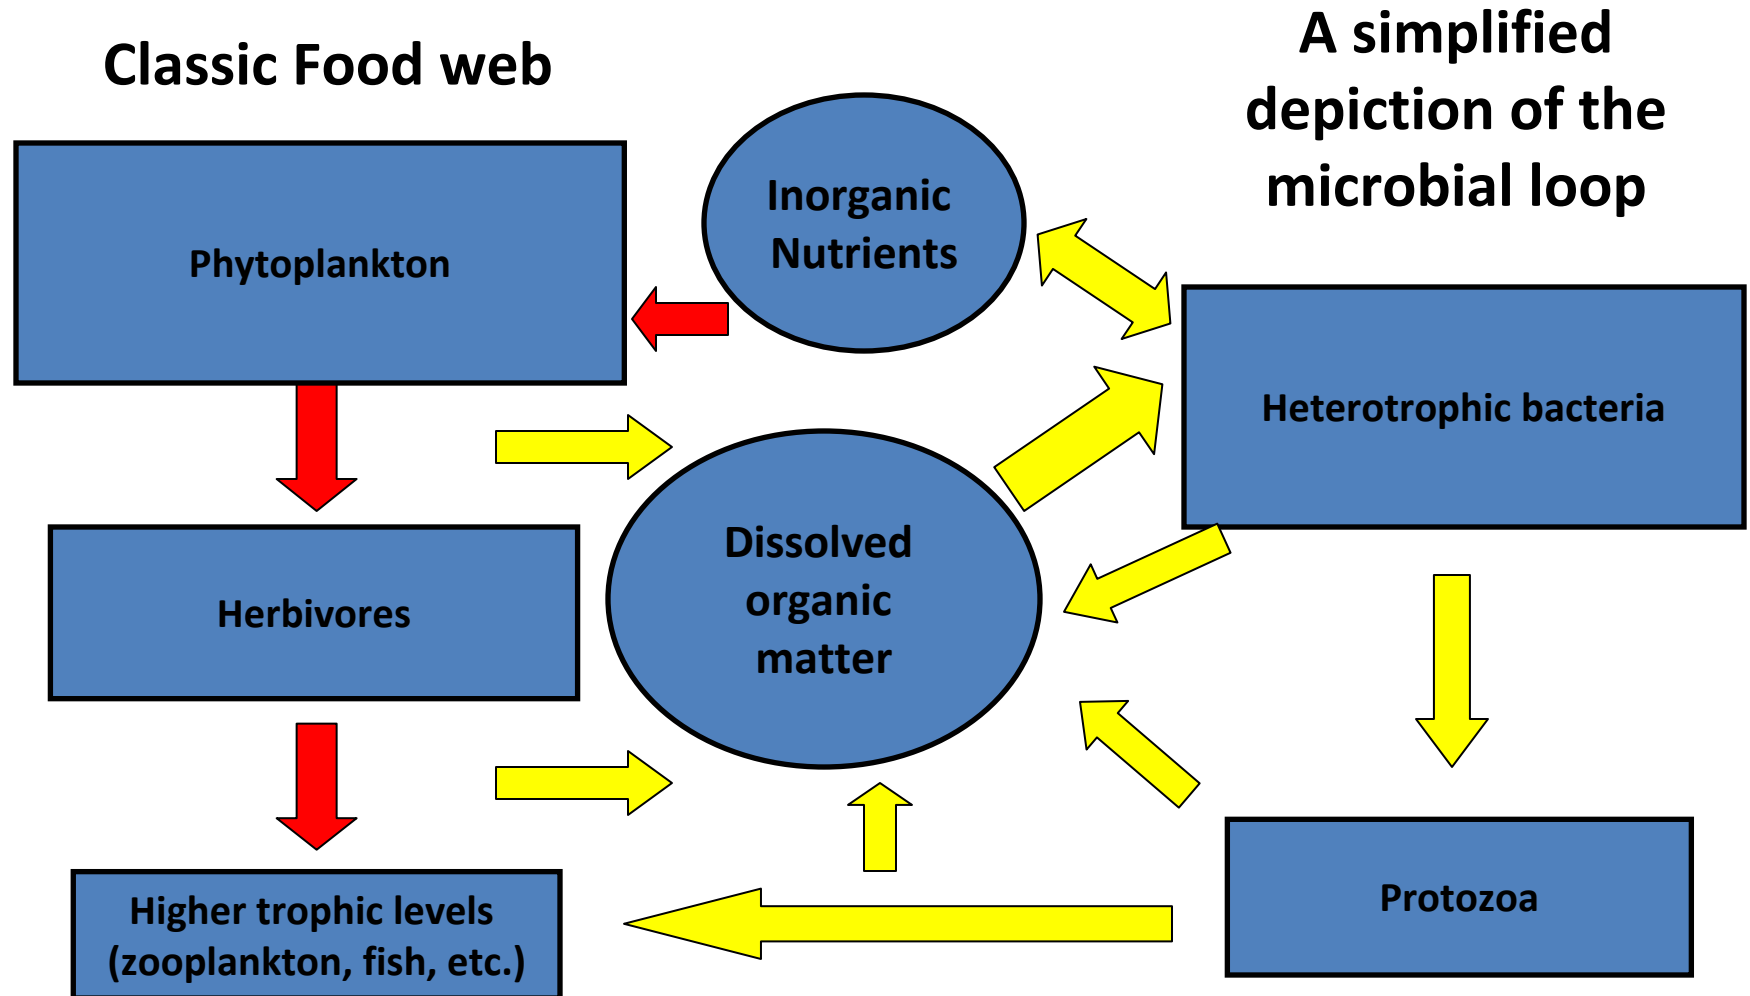 Classic Food web
A simplified
depiction of the
microbial loop
Inorganic
Nutrients
Phytoplankton
Heterotrophic bacteria
Dissolved
organic
matter
Herbivores
Higher trophic levels
(zooplankton, fish, etc.)
Protozoa